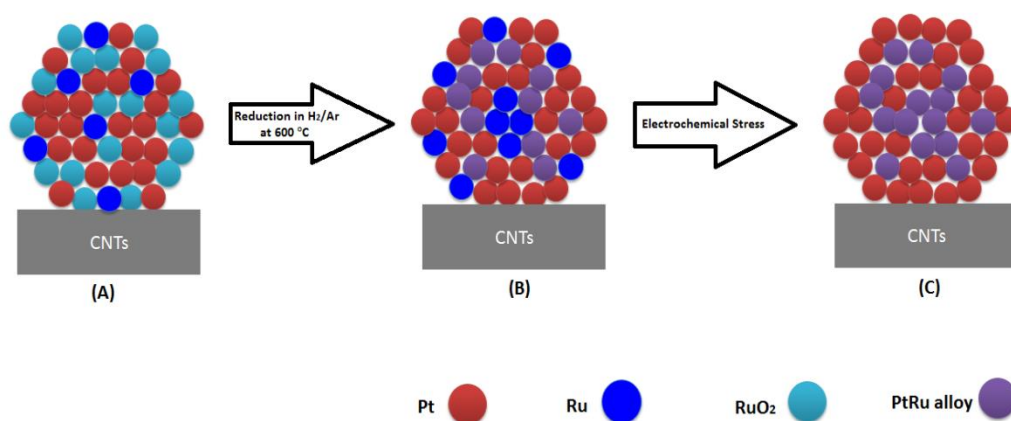 Reduction in H₂/Ar
at 600 °C
Electrochemical Stress
CNTs
CNTs
CNTs
(A)
(B)
(C)
Pt
Ru
RuO₂
PtRu alloy